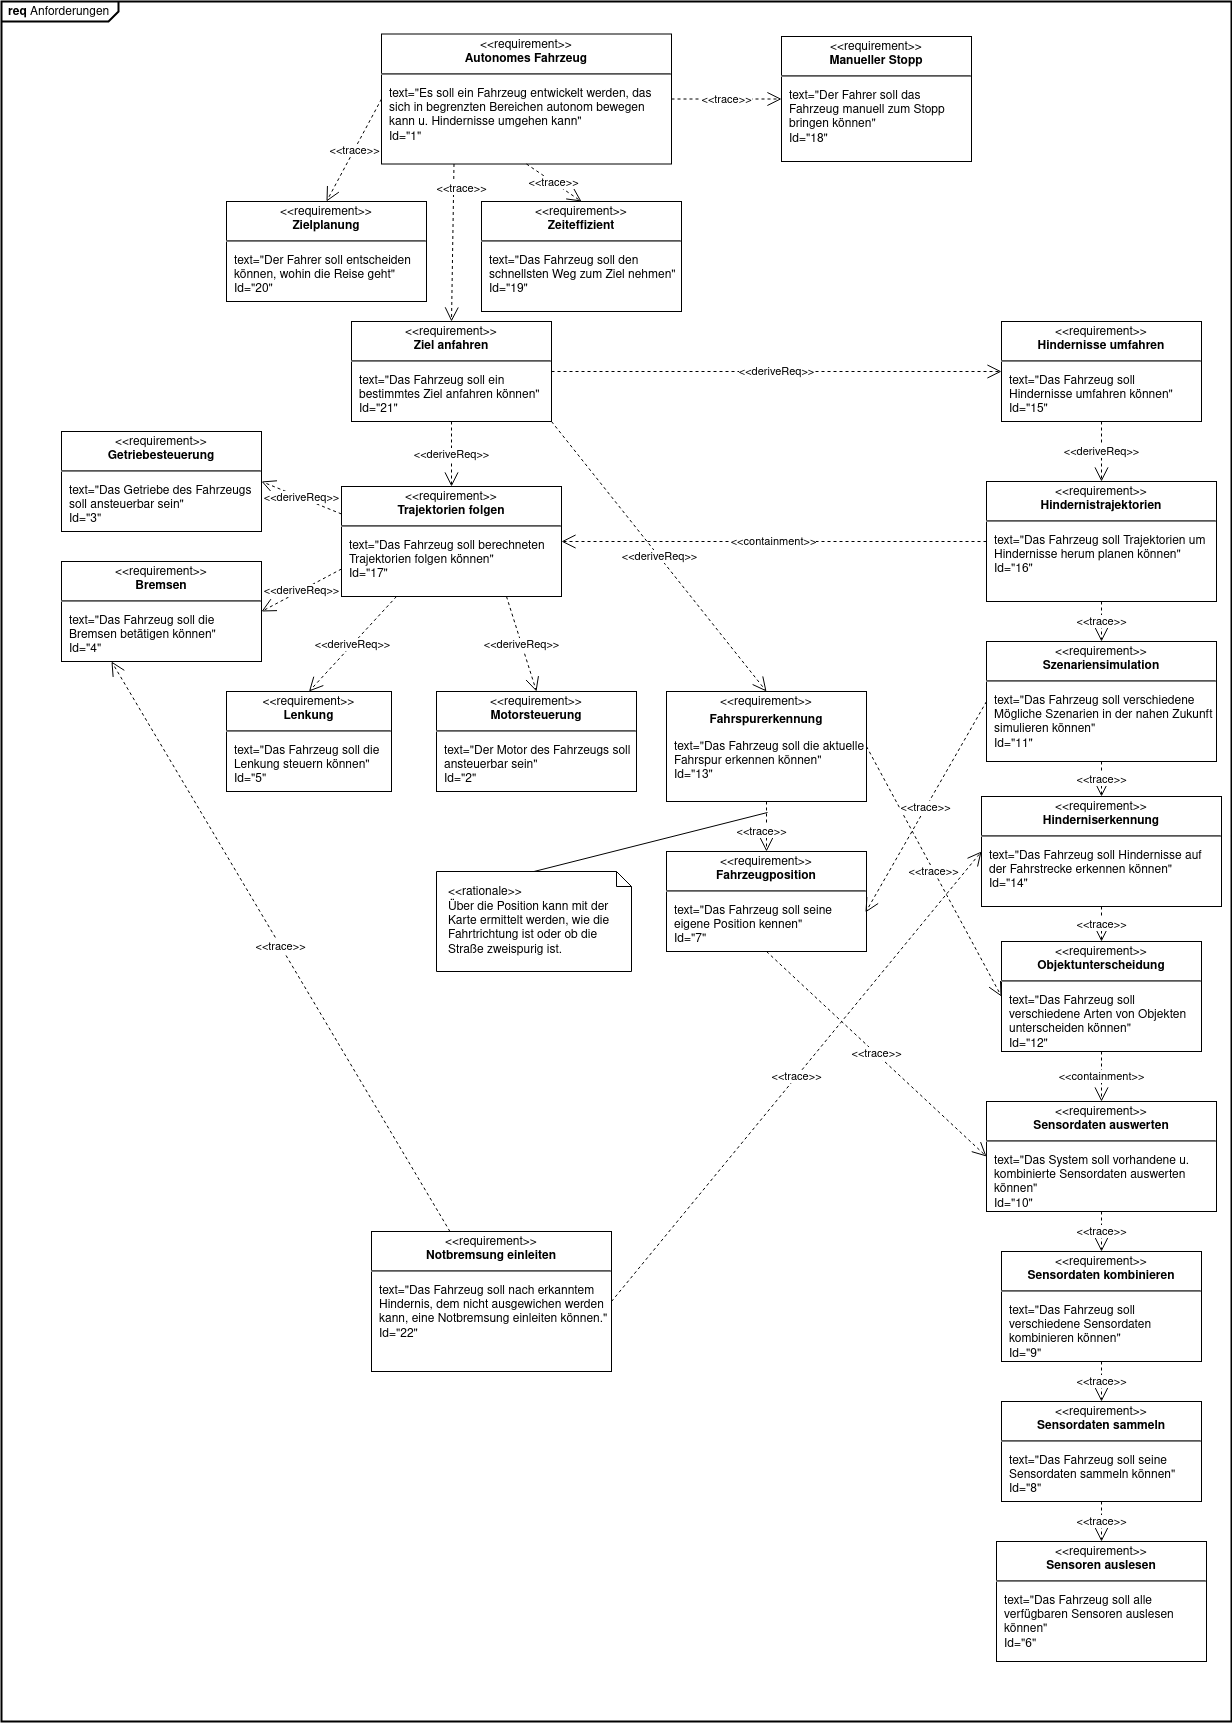 req Anforderungen
<<requirement>>
Autonomes Fahrzeug
text="Es soll ein Fahrzeug entwickelt werden, das
sich in begrenzten Bereichen autonom bewegen
kann u. Hindernisse umgehen kann"
Id="1"
<<trace>>
<<requirement>>
Manueller Stopp
text="Der Fahrer soll das
Fahrzeug manuell zum Stopp
bringen können"
Id="18"
<<trace>>
<<trace>>
<<trace>>
<<requirement>>
Zielplanung
text="Der Fahrer soll entscheiden
können, wohin die Reise geht"
Id="20"
<<requirement>>
Zeiteffizient
text="Das Fahrzeug soll den
schnellsten Weg zum Ziel nehmen"
Id="19"
<<requirement>>
Ziel anfahren
text="Das Fahrzeug soll ein
bestimmtes Ziel anfahren können"
Id="21"
<<deriveReq>>
<<requirement>>
Hindernisse umfahren
text="Das Fahrzeug soll
Hindernisse umfahren können"
Id="15"
<<deriveReq>>
<<deriveReq>>
<<requirement>>
Getriebesteuerung
text="Das Getriebe des Fahrzeugs
soll ansteuerbar sein"
Id="3"
<<deriveReq>>
<<requirement>>
Trajektorien folgen
text="Das Fahrzeug soll berechneten
Trajektorien folgen können"
Id="17"
<<containment>>
<<deriveReq>>
<<requirement>>
Hindernistrajektorien
text="Das Fahrzeug soll Trajektorien um
Hindernisse herum planen können"
Id="16"
<<requirement>>
Bremsen
text="Das Fahrzeug soll die
Bremsen betätigen können"
Id="4"
<<deriveReq>>
<<deriveReq>>
<<deriveReq>>
<<trace>>
<<requirement>>
Lenkung
text="Das Fahrzeug soll die
Lenkung steuern können"
Id="5"
<<requirement>>
Motorsteuerung
text="Der Motor des Fahrzeugs soll
ansteuerbar sein"
Id="2"
<<requirement>>
Fahrspurerkennung
text="Das Fahrzeug soll die aktuelle
Fahrspur erkennen können"
Id="13"
<<requirement>>
Szenariensimulation
text="Das Fahrzeug soll verschiedene
Mögliche Szenarien in der nahen Zukunft
simulieren können"
Id="11"
<<trace>>
<<trace>>
<<trace>>
<<trace>>
<<requirement>>
Hinderniserkennung
text="Das Fahrzeug soll Hindernisse auf
der Fahrstrecke erkennen können"
Id="14"
<<requirement>>
Fahrzeugposition
text="Das Fahrzeug soll seine
eigene Position kennen"
Id="7"
<<rationale>>
Über die Position kann mit der
Karte ermittelt werden, wie die
Fahrtrichtung ist oder ob die
Straße zweispurig ist.
<<trace>>
<<trace>>
<<requirement>>
Objektunterscheidung
text="Das Fahrzeug soll
verschiedene Arten von Objekten
unterscheiden können"
Id="12"
<<trace>>
<<trace>>
<<containment>>
<<requirement>>
Sensordaten auswerten
text="Das System soll vorhandene u.
kombinierte Sensordaten auswerten
können"
Id="10"
<<trace>>
<<requirement>>
Notbremsung einleiten
text="Das Fahrzeug soll nach erkanntem
Hindernis, dem nicht ausgewichen werden
kann, eine Notbremsung einleiten können."
Id="22"
<<requirement>>
Sensordaten kombinieren
text="Das Fahrzeug soll
verschiedene Sensordaten
kombinieren können"
Id="9"
<<trace>>
<<requirement>>
Sensordaten sammeln
text="Das Fahrzeug soll seine
Sensordaten sammeln können"
Id="8"
<<trace>>
<<requirement>>
Sensoren auslesen
text="Das Fahrzeug soll alle
verfügbaren Sensoren auslesen
können"
Id="6"